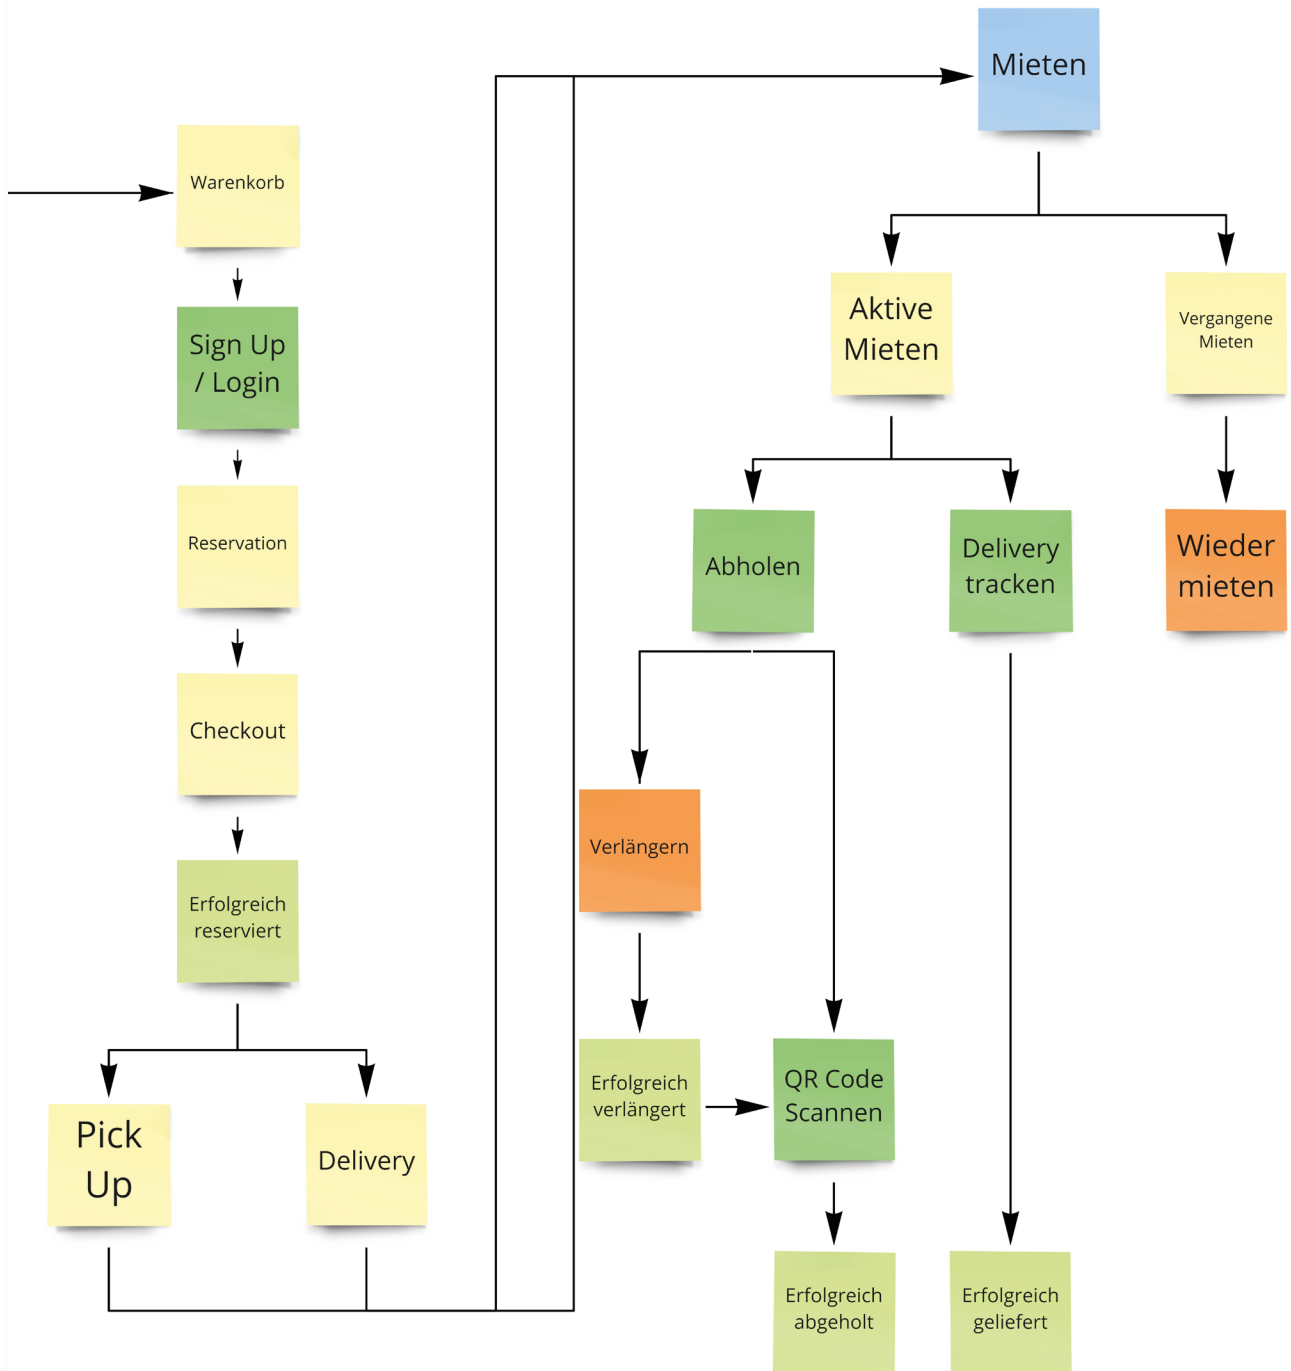 Mieten
Warenkorb
Sign Up
/ Login
Reservation
Checkout
Erfolgreich
reserviert
Pick
Up
Delivery
Aktive
Mieten
Vergangene
Mieten
Abholen
Delivery
tracken
Wieder
mieten
Verlängern
Erfolgreich
verlängert
QR Code
Scannen
Erfolgreich
abgeholt
Erfolgreich
geliefert